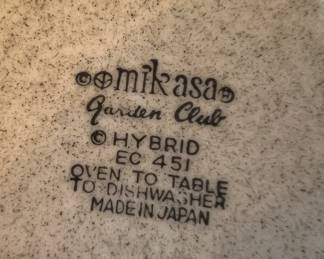 © mikasa
Garden Club
© HYBRID
EC 451
OVEN TO TABLE
TO DISHWASHER
MADE IN JAPAN